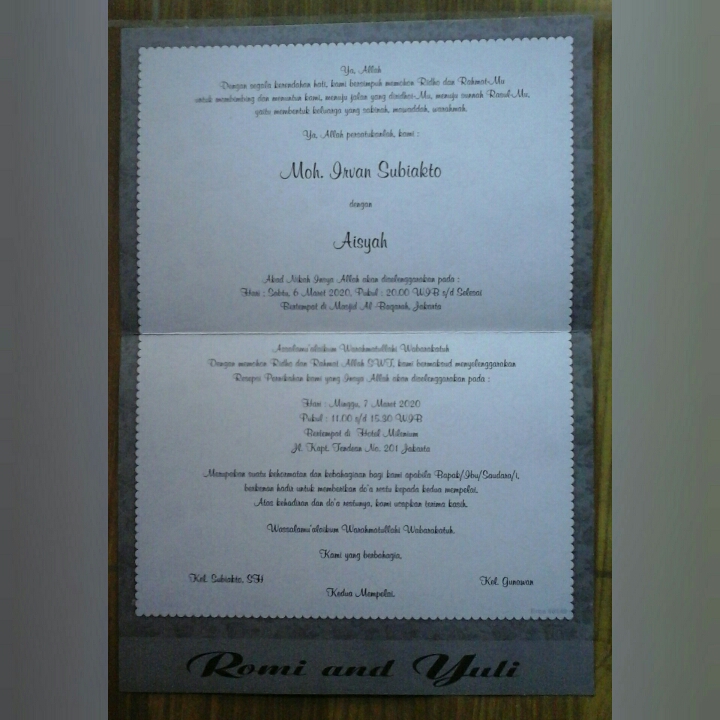 Ya, Allah
Dengan segala kerendahan hati, kami bersimpuh memohon Ridho dan Rahmat-Mu
untuk membimbing dan menuntun kami, menuju jalan yang diridhoi-Mu, menuju sunnah Rasul-Mu,
yaitu membentuk keluarga yang sakinah, mawaddah, warahmah.
Ya, Allah persatukanlah, kami :
Moh. Irvan Subiakto
dengan
Aisyah
Akad Nikah Insya Allah akan diselenggarakan pada :
Hari : Sabtu, 6 Maret 2020, Pukul : 20.00 WIB s/d Selesai
Bertempat di Masjid Al -Baqarah, Jakarta
Assalamu'alaikum Warahmatullahi Wabarakatuh
Dengan memohon Ridho dan Rahmat Allah SWT, kami bermaksud menyelenggarakan
Resepsi Pernikahan kami yang Insya Allah akan diselenggarakan pada :
Hari : Minggu, 7 Maret 2020
Pukul : 11.00 s/d 15.30 WIB
Bertempat di Hotel Milenium
Jl. Kapt. Tendean No. 201 Jakarta
Merupakan suatu kehormatan dan kebahagiaan bagi kami apabila Bapak/Ibu/Saudara/i,
berkenan hadir untuk memberikan do'a restu kepada kedua mempelai.
Atas kehadiran dan do'a restunya, kami ucapkan terima kasih.
Wassalamu'alaikum Warahmatullahi Wabarakatuh.
Kami yang berbahagia,
Kel. Subiakto, SH
Kel. Gunawan
Kedua Mempelai.
Romi and Yuli